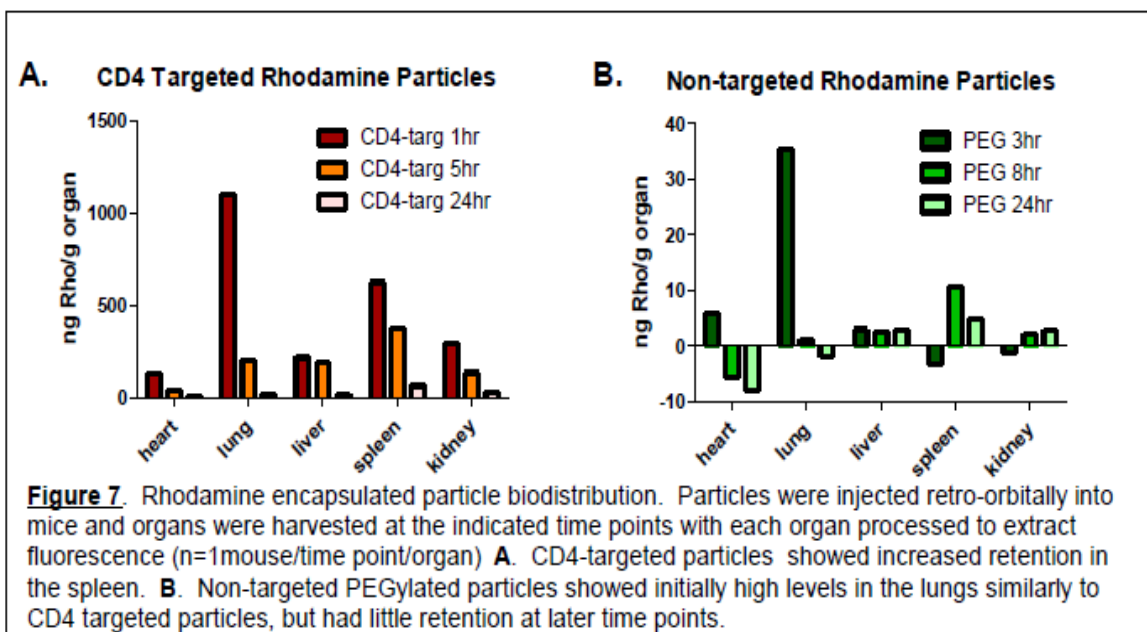 A. CD4 Targeted Rhodamine Particles
1500
1000
500
0
ng Rho/g organ
CD4-targ 1hr
CD4-targ 5hr
CD4-targ 24hr
heart
lung
liver
spleen
kidney
B. Non-targeted Rhodamine Particles
40
30
20
10
0
-10
ng Rho/g organ
PEG 3hr
PEG 8hr
PEG 24hr
heart
lung
liver
spleen
kidney
Figure 7. Rhodamine encapsulated particle biodistribution. Particles were injected retro-orbitally into
mice and organs were harvested at the indicated time points with each organ processed to extract
fluorescence (n=1mouse/time point/organ) A. CD4-targeted particles showed increased retention in
the spleen. B. Non-targeted PEGylated particles showed initially high levels in the lungs similarly to
CD4 targeted particles, but had little retention at later time points.